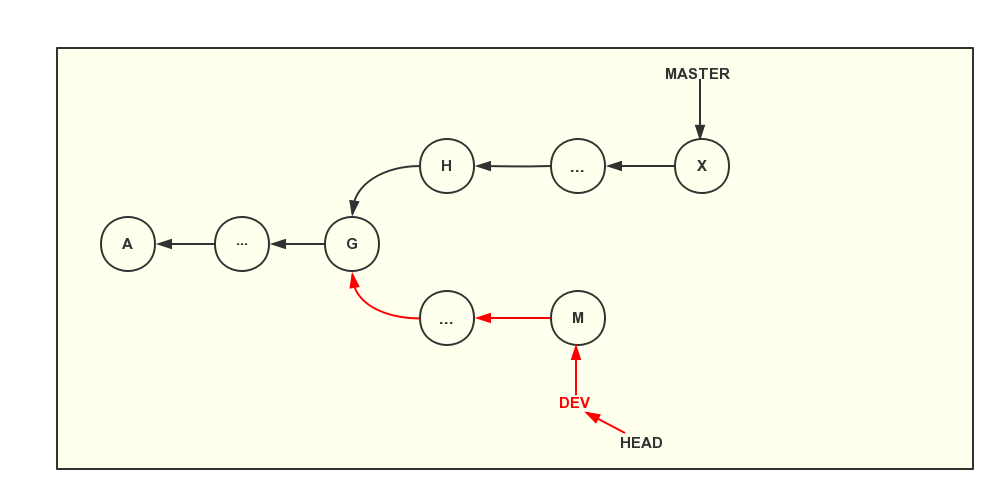 MASTER
H ... X
A ... G
... M
DEV
HEAD